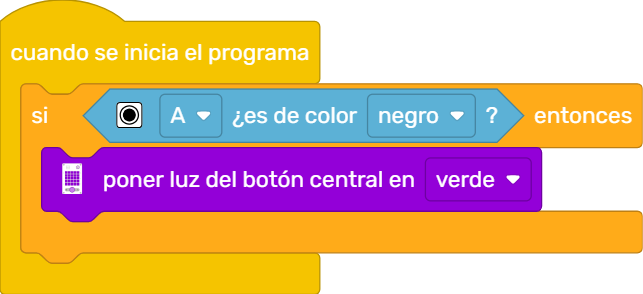 cuando se inicia el programa
si A ¿es de color negro ? entonces
poner luz del botón central en verde